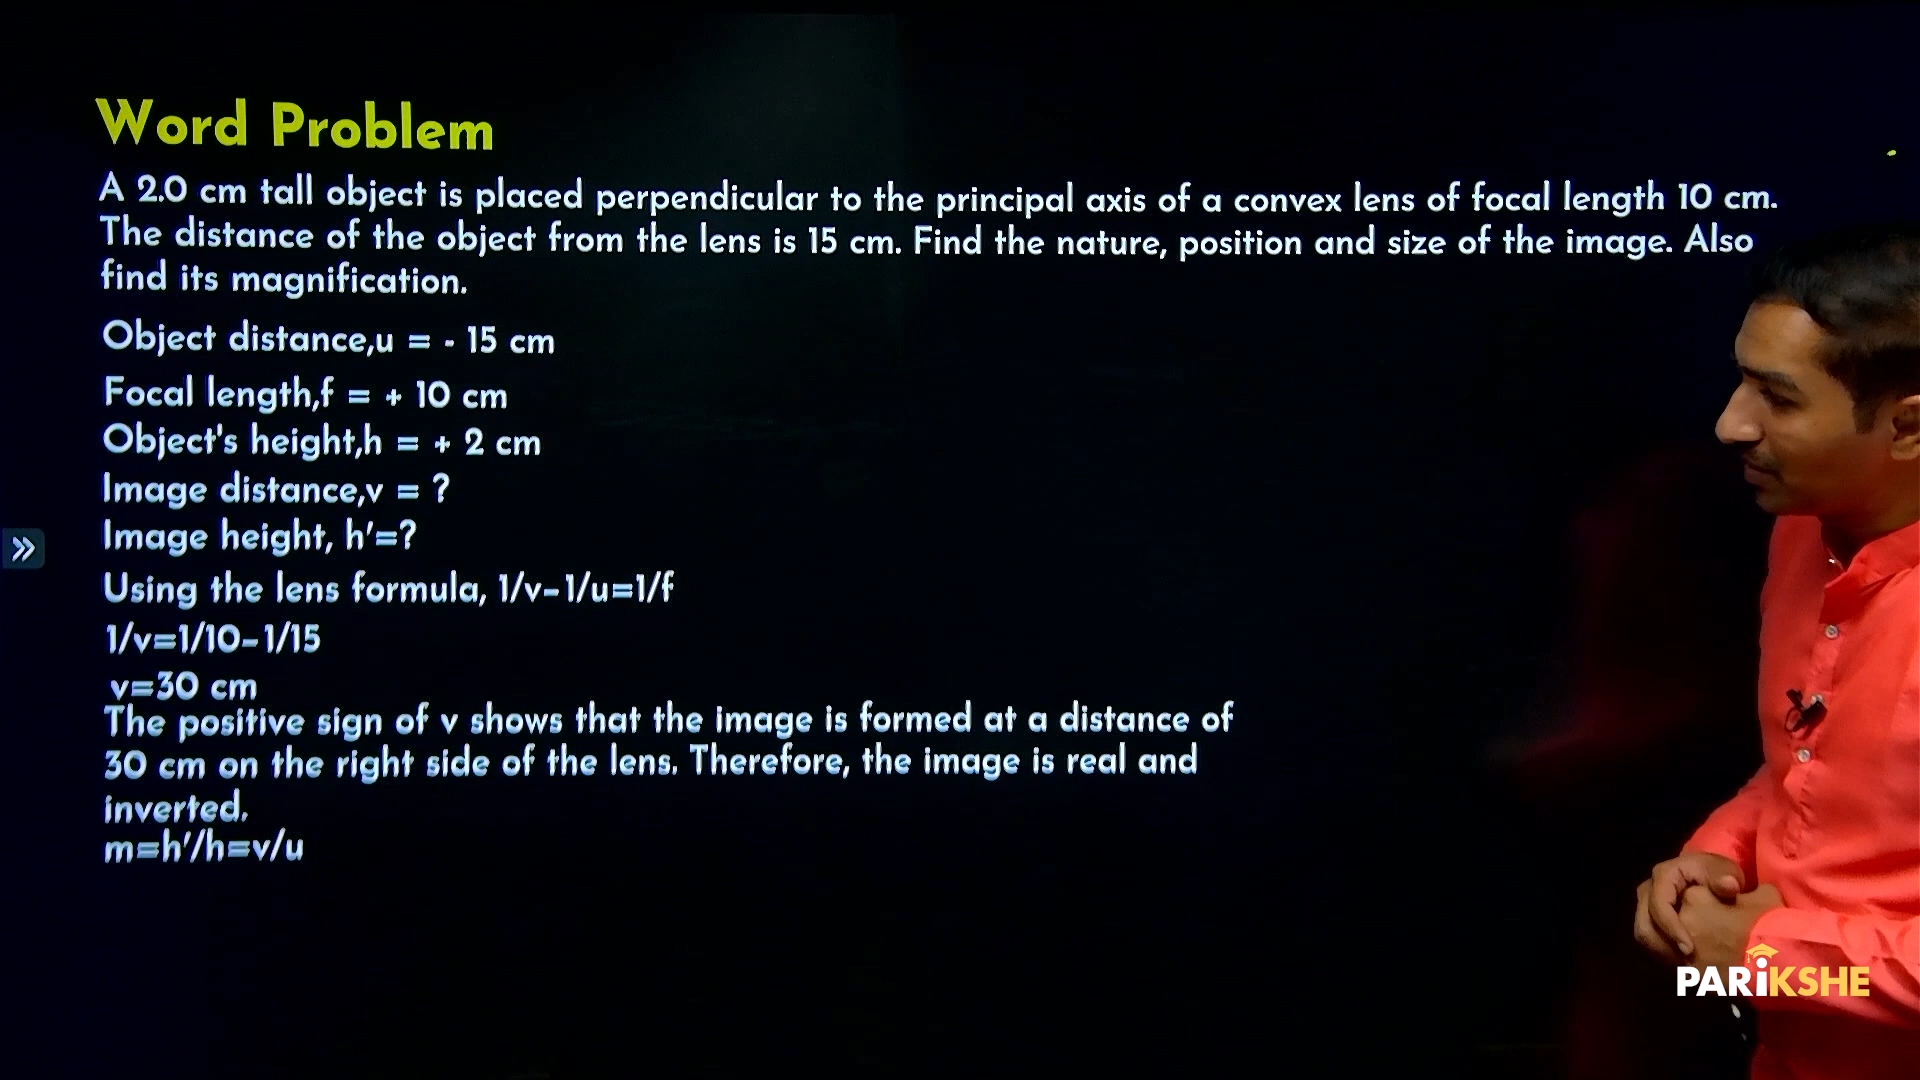 Word Problem
A 2.0 cm tall object is placed perpendicular to the principal axis of a convex lens of focal length 10 cm.
The distance of the object from the lens is 15 cm. Find the nature, position and size of the image. Also
find its magnification.
Object distance,u = - 15 cm
Focal length,f = + 10 cm
Object's height,h = + 2 cm
Image distance,v = ?
Image height, h′=?
Using the lens formula, 1/v-1/u=1/f
1/v=1/10-1/15
v=30 cm
The positive sign of v shows that the image is formed at a distance of
30 cm on the right side of the lens. Therefore, the image is real and
inverted.
m=h′/h=v/u
PARiKSHE